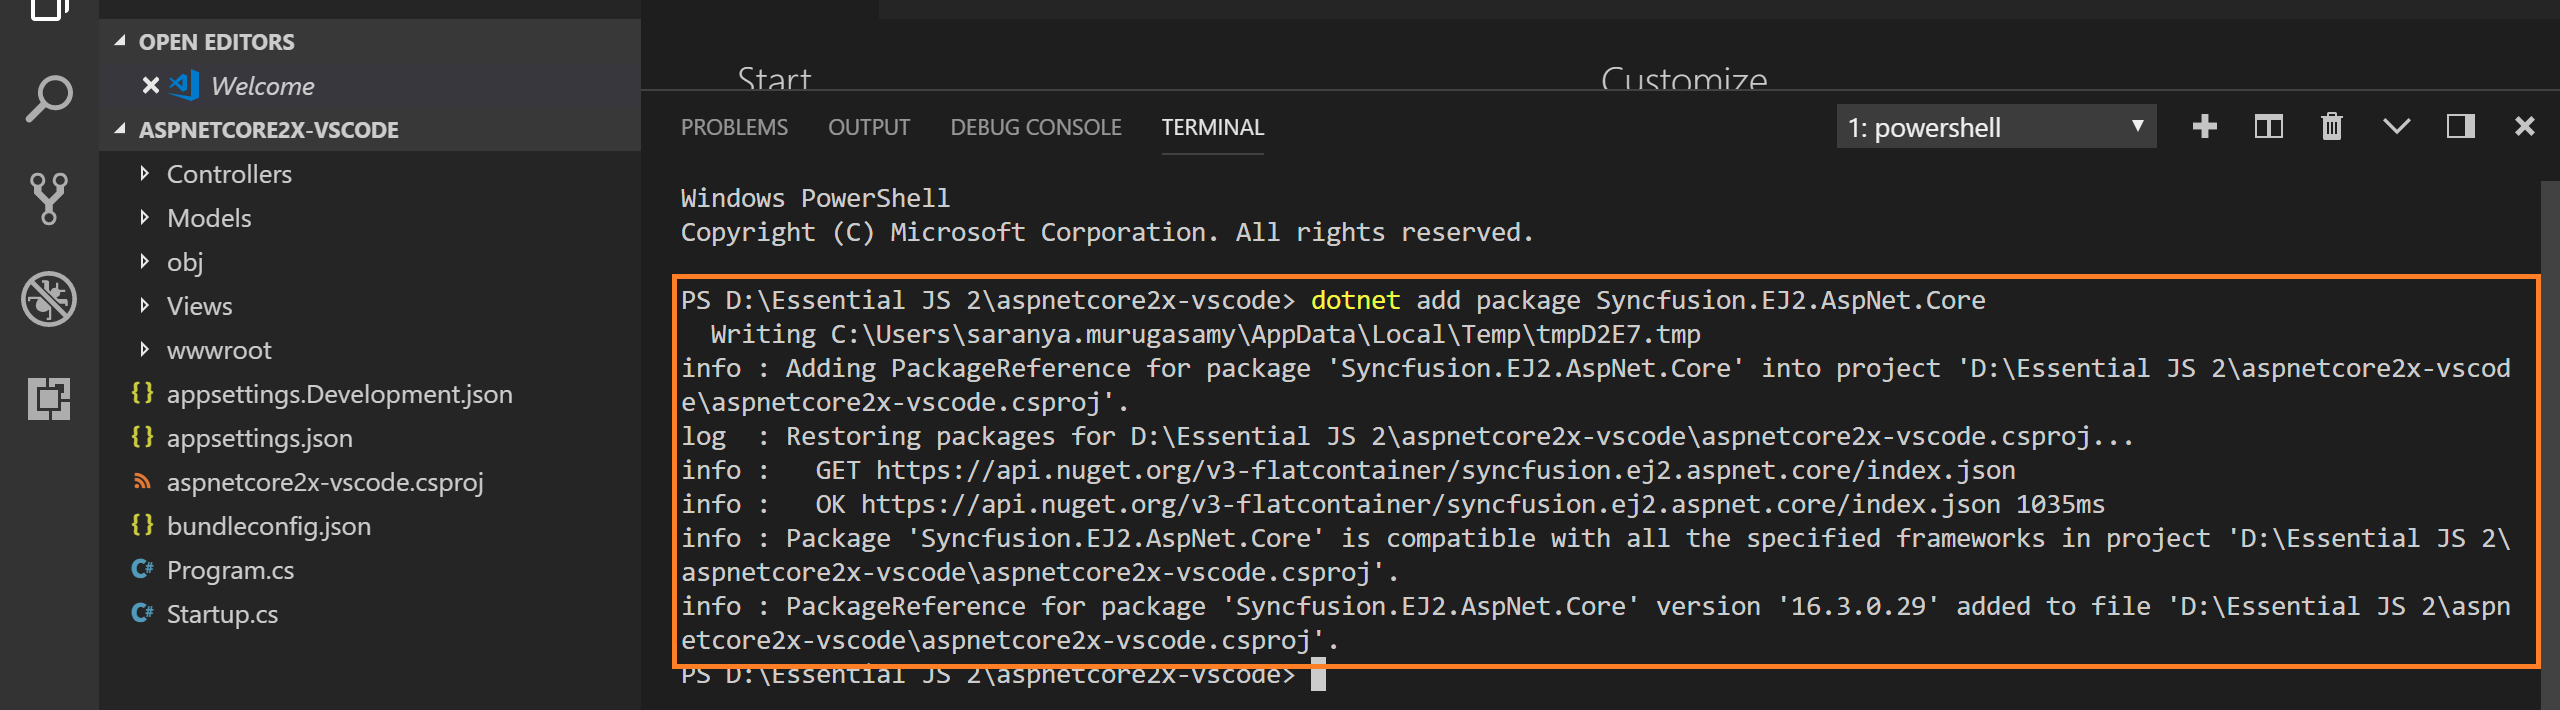 OPEN EDITORS
Welcome
ASPNETCORE2X-VSCODE
Controllers
Models
obj
Views
wwwroot
appsettings.Development.json
appsettings.json
aspnetcore2x-vscode.csproj
bundleconfig.json
Program.cs
Startup.cs
Start
Customize
PROBLEMS OUTPUT DEBUG CONSOLE TERMINAL 1: powershell
Windows PowerShell
Copyright (C) Microsoft Corporation. All rights reserved.
PS D:\Essential JS 2\aspnetcore2x-vscode> dotnet add package Syncfusion.EJ2.AspNet.Core
  Writing C:\Users\saranya.murugasamy\AppData\Local\Temp\tmpD2E7.tmp
info : Adding PackageReference for package 'Syncfusion.EJ2.AspNet.Core' into project 'D:\Essential JS 2\aspnetcore2x-vscod
e\aspnetcore2x-vscode.csproj'.
log  : Restoring packages for D:\Essential JS 2\aspnetcore2x-vscode\aspnetcore2x-vscode.csproj...
info :   GET https://api.nuget.org/v3-flatcontainer/syncfusion.ej2.aspnet.core/index.json
info :   OK https://api.nuget.org/v3-flatcontainer/syncfusion.ej2.aspnet.core/index.json 1035ms
info : Package 'Syncfusion.EJ2.AspNet.Core' is compatible with all the specified frameworks in project 'D:\Essential JS 2\
aspnetcore2x-vscode\aspnetcore2x-vscode.csproj'.
info : PackageReference for package 'Syncfusion.EJ2.AspNet.Core' version '16.3.0.29' added to file 'D:\Essential JS 2\aspn
etcore2x-vscode\aspnetcore2x-vscode.csproj'.
PS D:\Essential JS 2\aspnetcore2x-vscode>